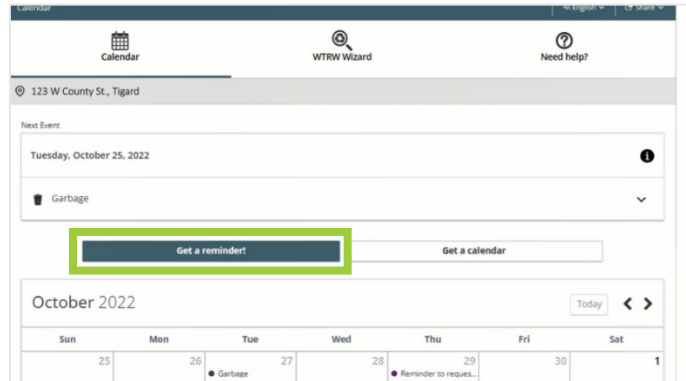 Calendar English Share
Calendar WTRW Wizard Need help?
123 W County St., Tigard
Next Event
Tuesday, October 25, 2022
Garbage
Get a reminder! Get a calendar
October 2022 Today
Sun Mon Tue Wed Thu Fri Sat
25 26 27 28 29 30 1
Garbage Reminder to reques...